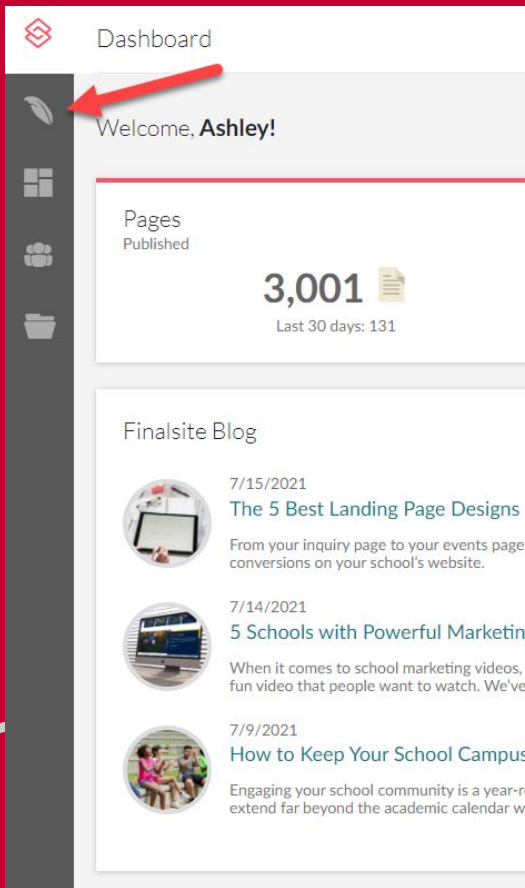 Dashboard
Welcome, Ashley!
Pages
Published
3,001
Last 30 days: 131
Finalsite Blog
7/15/2021
The 5 Best Landing Page Designs
From your inquiry page to your events page
conversions on your school's website.
7/14/2021
5 Schools with Powerful Marketin
When it comes to school marketing videos,
fun video that people want to watch. We've
7/9/2021
How to Keep Your School Campus
Engaging your school community is a year-r
extend far beyond the academic calendar w